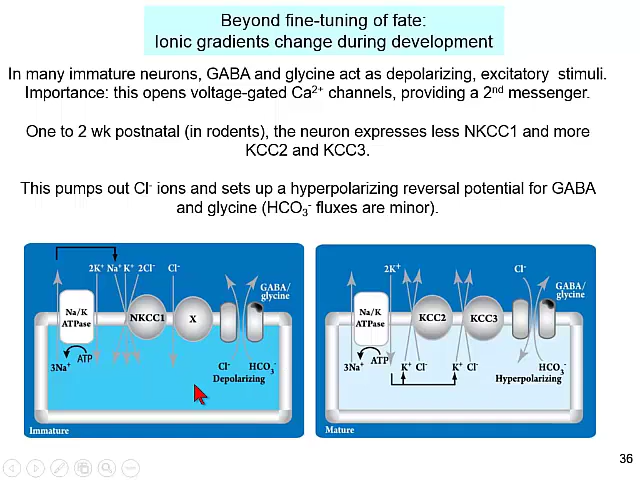 Beyond fine-tuning of fate:
Ionic gradients change during development
In many immature neurons, GABA and glycine act as depolarizing, excitatory stimuli.
Importance: this opens voltage-gated Ca²⁺ channels, providing a 2ⁿᵈ messenger.
One to 2 wk postnatal (in rodents), the neuron expresses less NKCC1 and more
KCC2 and KCC3.
This pumps out Cl⁻ ions and sets up a hyperpolarizing reversal potential for GABA
and glycine (HCO₃⁻ fluxes are minor).
2K⁺ Na⁺ K⁺ 2Cl⁻ Cl⁻
GABA/
glycine
Na/K
ATPase
NKCC1
X
ATP
3Na⁺
Cl⁻
HCO₃⁻
Depolarizing
Immature
2K⁺
Cl⁻
GABA/
glycine
Na/K
ATPase
KCC2
KCC3
ATP
3Na⁺
K⁺ Cl⁻
K⁺ Cl⁻
HCO₃⁻
Hyperpolarizing
Mature
36